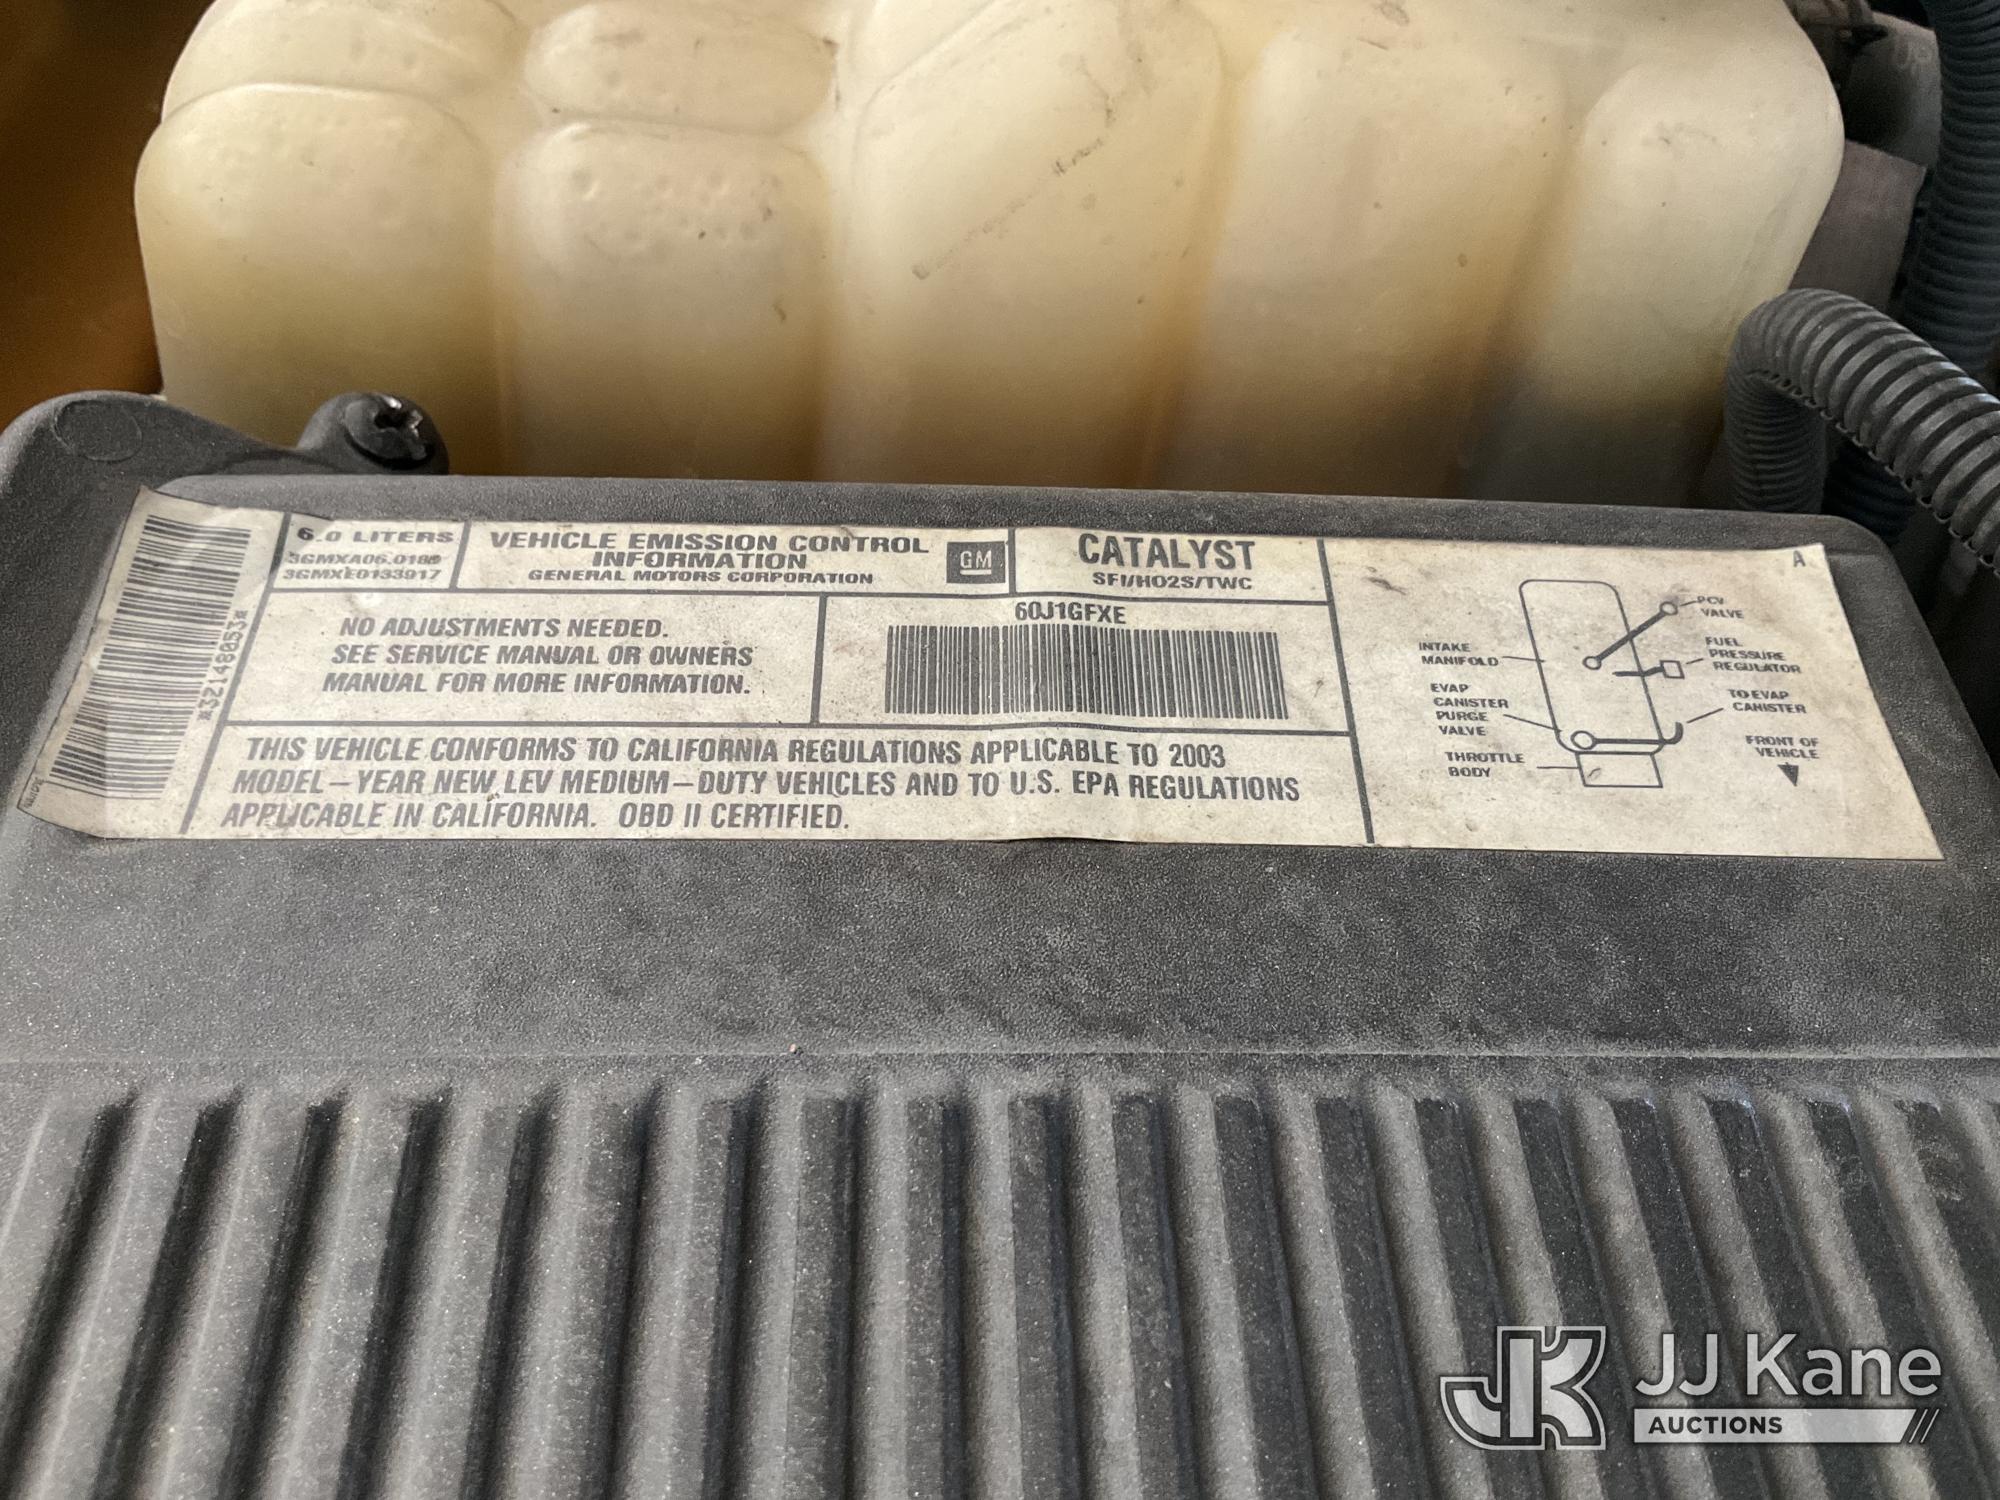 6.0 LITERS
3GMXE0133917
*321480053*
VEHICLE EMISSION CONTROL
INFORMATION
GENERAL MOTORS CORPORATION
GM
CATALYST
SFI/HO2S/TWC
NO ADJUSTMENTS NEEDED.
SEE SERVICE MANUAL OR OWNERS
MANUAL FOR MORE INFORMATION.
60J1GFXE
THIS VEHICLE CONFORMS TO CALIFORNIA REGULATIONS APPLICABLE TO 2003
MODEL-YEAR NEW LEV MEDIUM-DUTY VEHICLES AND TO U.S. EPA REGULATIONS
APPLICABLE IN CALIFORNIA. OBD II CERTIFIED.
A
PCV
VALVE
INTAKE
MANIFOLD
FUEL
PRESSURE
REGULATOR
EVAP
CANISTER
PURGE
VALVE
TO EVAP
CANISTER
THROTTLE
BODY
FRONT OF
VEHICLE
JK
JJ Kane
AUCTIONS